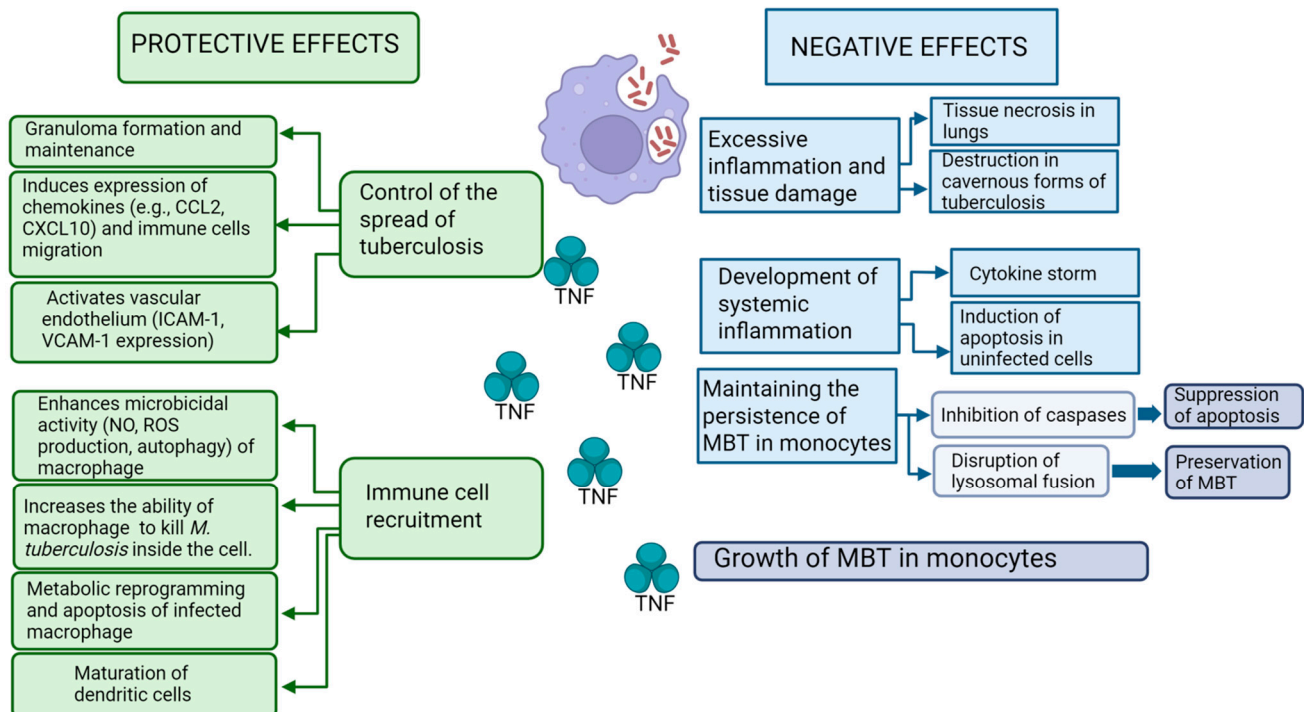 PROTECTIVE EFFECTS
Granuloma formation and
maintenance
Induces expression of
chemokines (e.g., CCL2,
CXCL10) and immune cells
migration
Activates vascular
endothelium (ICAM-1,
VCAM-1 expression)
Control of the
spread of
tuberculosis
Enhances microbicidal
activity (NO, ROS
production, autophagy) of
macrophage
Increases the ability of
macrophage to kill M.
tuberculosis inside the cell.
Metabolic reprogramming
and apoptosis of infected
macrophage
Maturation of
dendritic cells
Immune cell
recruitment
TNF
TNF
TNF
TNF
TNF
NEGATIVE EFFECTS
Excessive
inflammation and
tissue damage
Tissue necrosis in
lungs
Destruction in
cavernous forms of
tuberculosis
Development of
systemic
inflammation
Cytokine storm
Induction of
apoptosis in
uninfected cells
Maintaining the
persistence of
MBT in monocytes
Inhibition of caspases
Suppression
of apoptosis
Disruption of
lysosomal fusion
Preservation
of MBT
Growth of MBT in monocytes